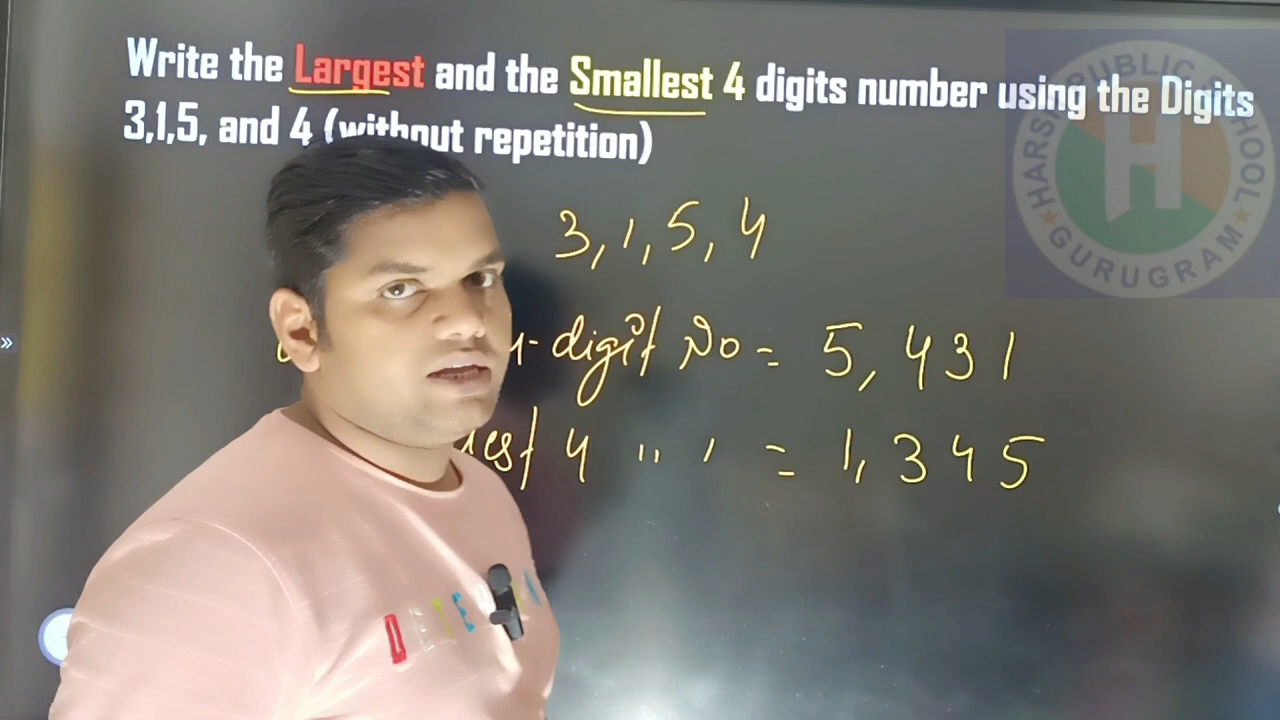 Write the Largest and the Smallest 4 digits number using the Digits
3,1,5, and 4 (without repetition)
HARSH PUBLIC SCHOOL
H
GURUGRAM
3, 1, 5, 4
digit No = 5, 431
4 " " = 1, 345
»